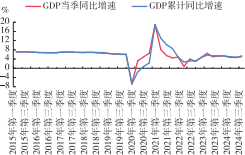 %
GDP当季同比增速
GDP累计同比增速
20
16
12
8
4
0
−4
−8
2015年第一季度
2015年第三季度
2016年第一季度
2016年第三季度
2017年第一季度
2017年第三季度
2018年第一季度
2018年第三季度
2019年第一季度
2019年第三季度
2020年第一季度
2020年第三季度
2021年第一季度
2021年第三季度
2022年第一季度
2022年第三季度
2023年第一季度
2023年第三季度
2024年第一季度
2024年第三季度